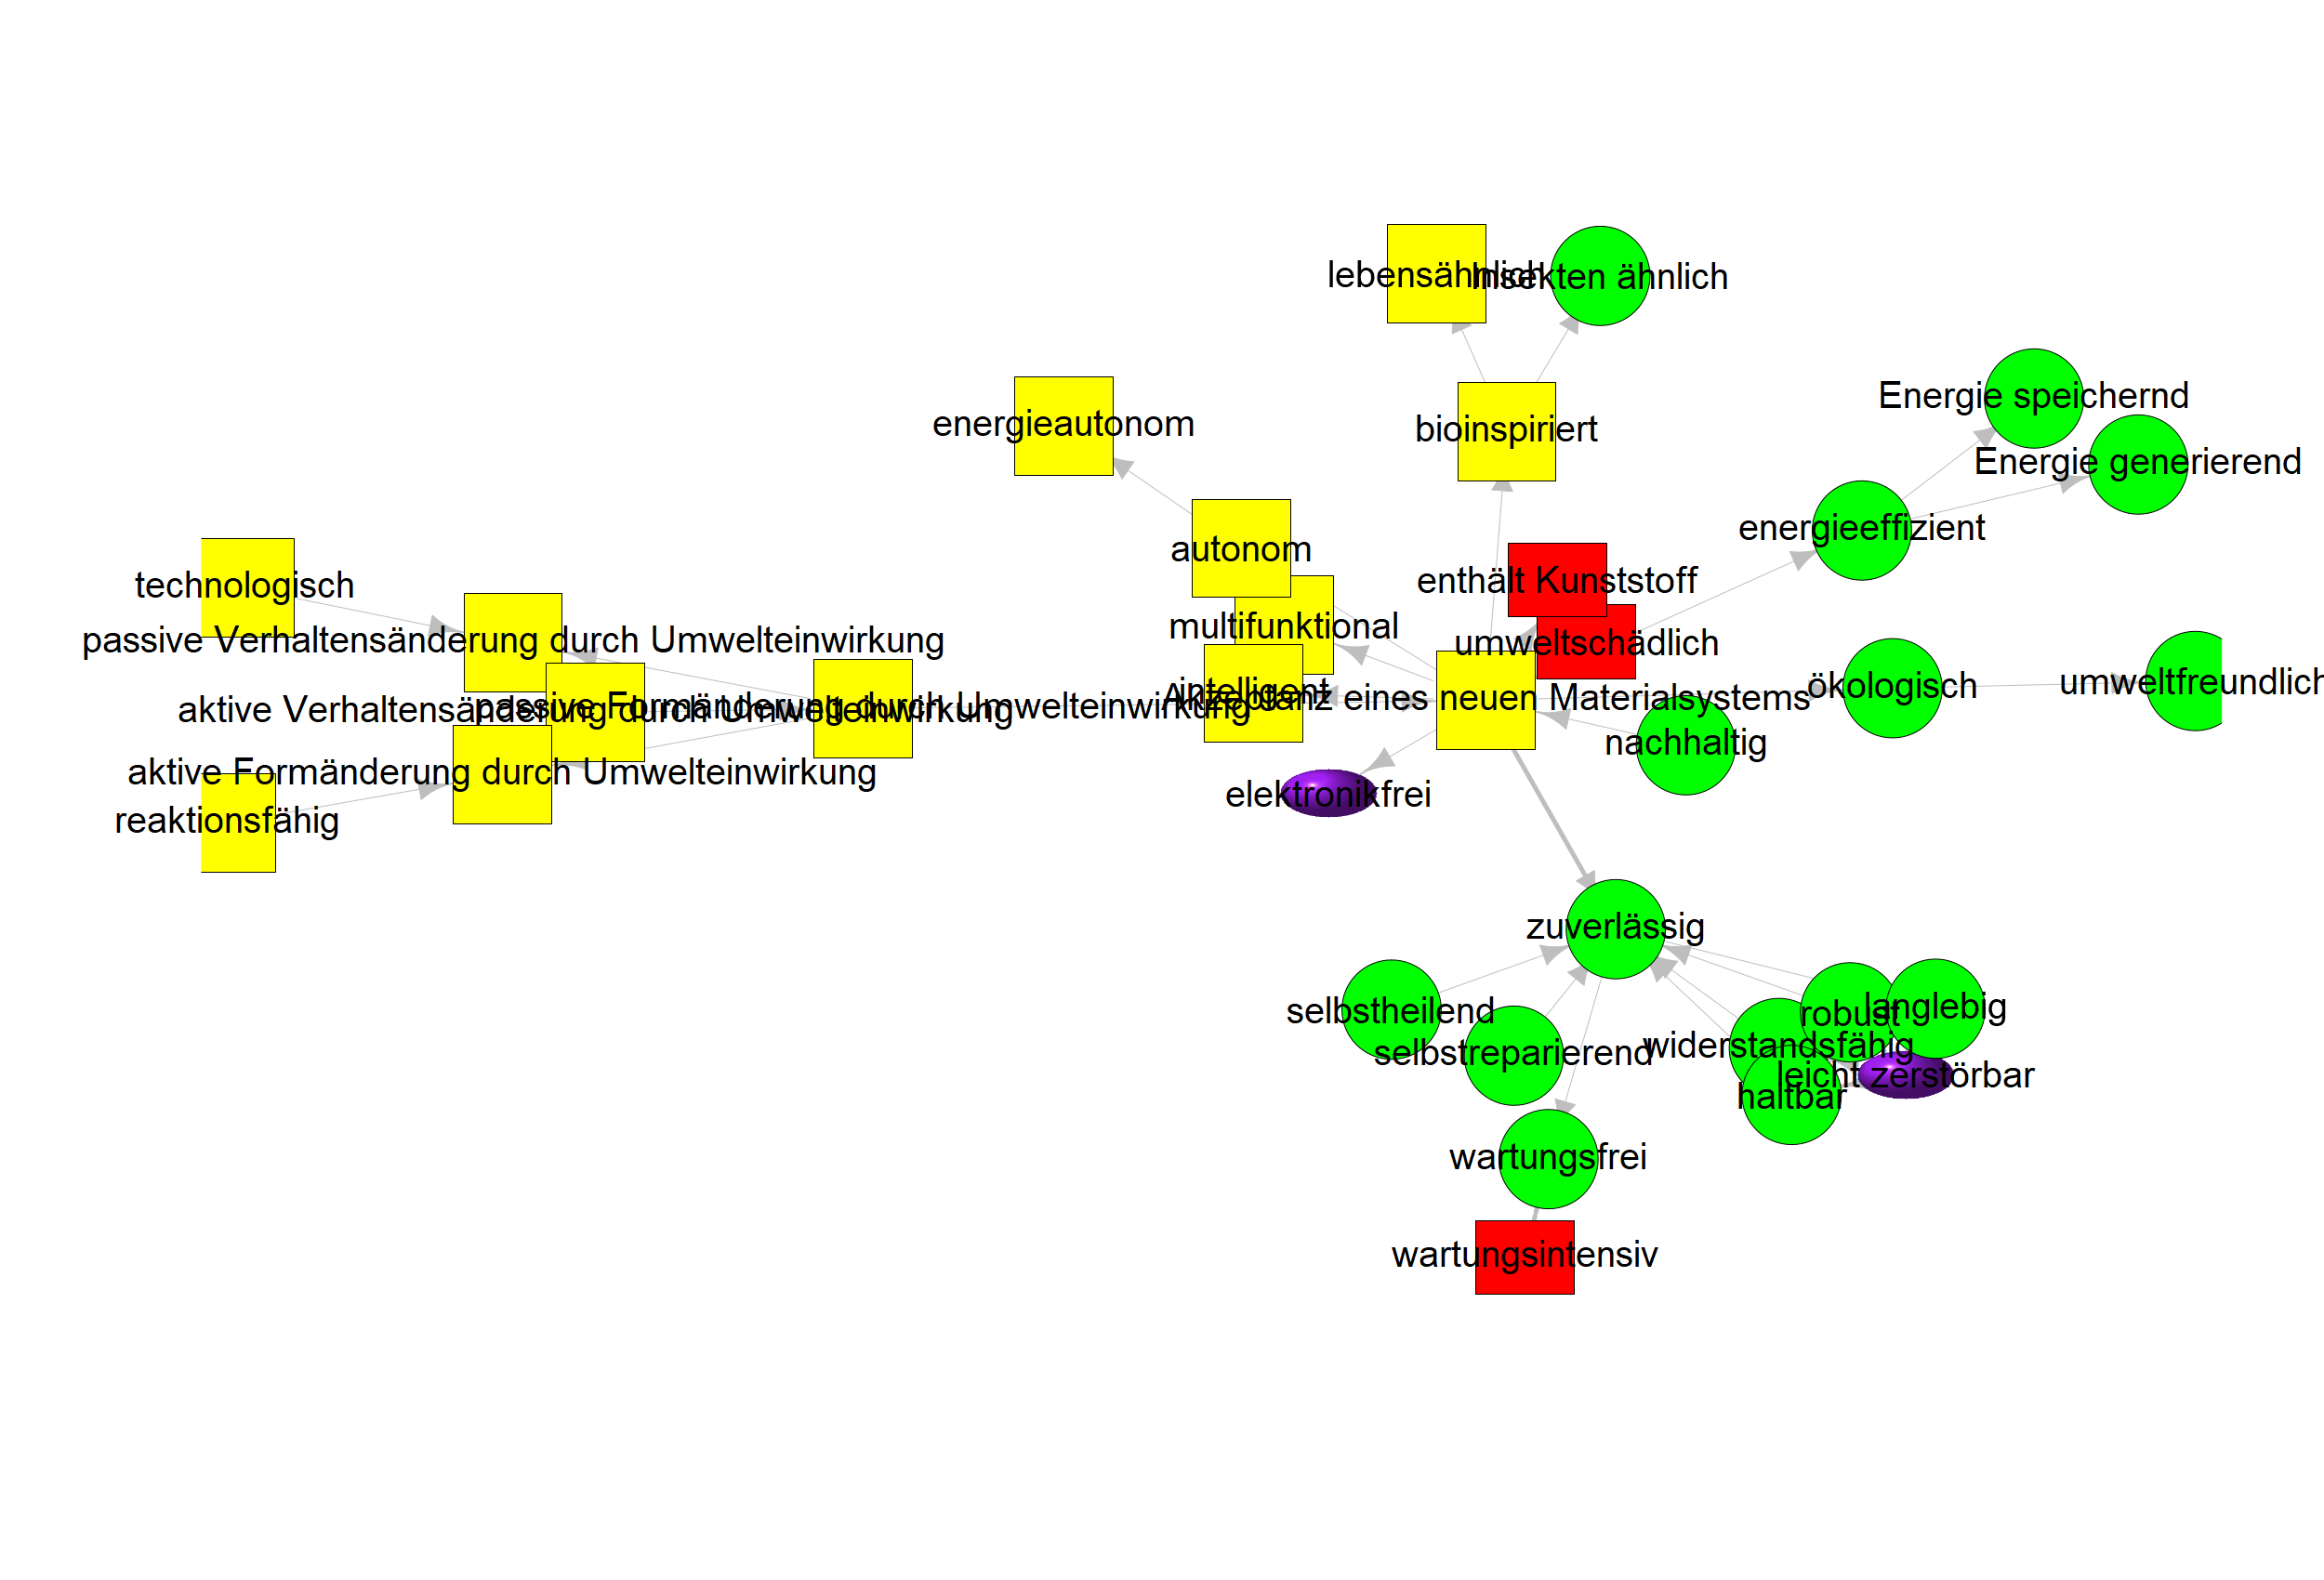 lebensähnlich
Insekten ähnlich
Energie speichernd
energieautonom
bioinspiriert
Energie generierend
energieeffizient
autonom
enthält Kunststoff
technologisch
multifunktional
passive Verhaltensänderung durch Umwelteinwirkung
umweltschädlich
ökologisch
umweltfreundlich
intelligent
Akzeptanz eines neuen Materialsystems
passive Formänderung durch Umwelteinwirkung
aktive Verhaltensänderung durch Umwelteinwirkung
nachhaltig
aktive Formänderung durch Umwelteinwirkung
elektronikfrei
reaktionsfähig
zuverlässig
selbstheilend
robust
langlebig
selbstreparierend
widerstandsfähig
leicht zerstörbar
haltbar
wartungsfrei
wartungsintensiv